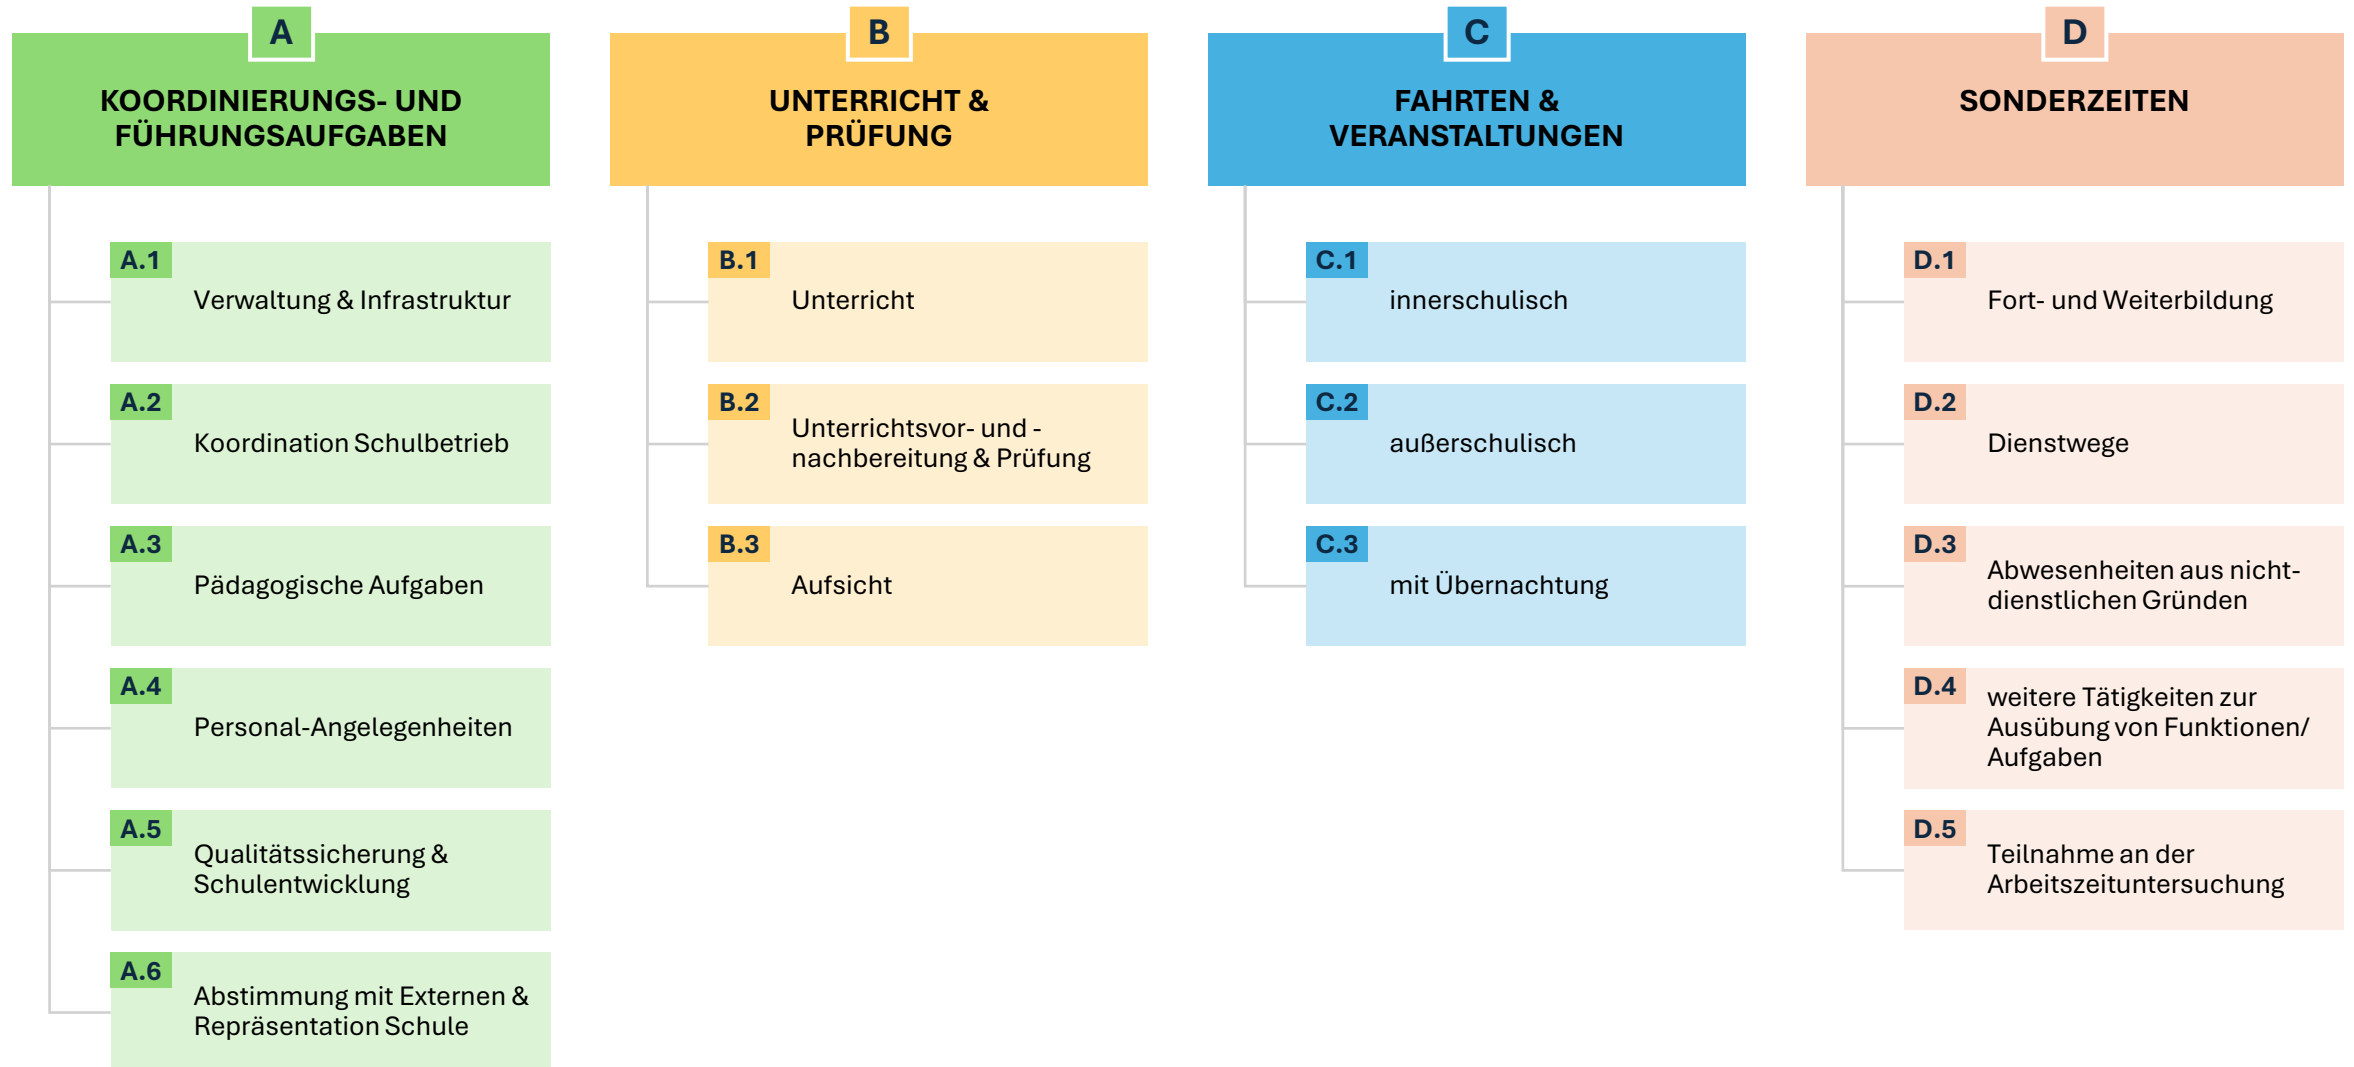 A
KOORDINIERUNGS- UND
FÜHRUNGSAUFGABEN
A.1
Verwaltung & Infrastruktur
A.2
Koordination Schulbetrieb
A.3
Pädagogische Aufgaben
A.4
Personal-Angelegenheiten
A.5
Qualitätssicherung &
Schulentwicklung
A.6
Abstimmung mit Externen &
Repräsentation Schule
B
UNTERRICHT &
PRÜFUNG
B.1
Unterricht
B.2
Unterrichtsvor- und -
nachbereitung & Prüfung
B.3
Aufsicht
C
FAHRTEN &
VERANSTALTUNGEN
C.1
innerschulisch
C.2
außerschulisch
C.3
mit Übernachtung
D
SONDERZEITEN
D.1
Fort- und Weiterbildung
D.2
Dienstwege
D.3
Abwesenheiten aus nicht-
dienstlichen Gründen
D.4
weitere Tätigkeiten zur
Ausübung von Funktionen/
Aufgaben
D.5
Teilnahme an der
Arbeitszeituntersuchung